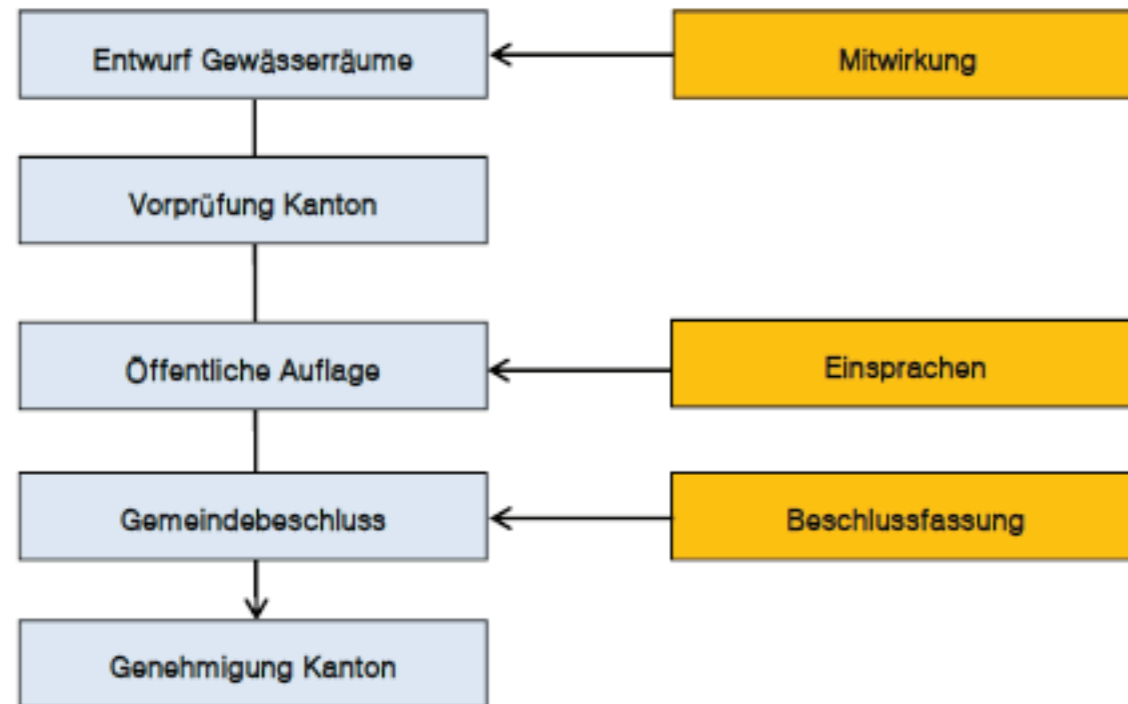 Entwurf Gewässerräume
Mitwirkung
Vorprüfung Kanton
Öffentliche Auflage
Einsprachen
Gemeindebeschluss
Beschlussfassung
Genehmigung Kanton